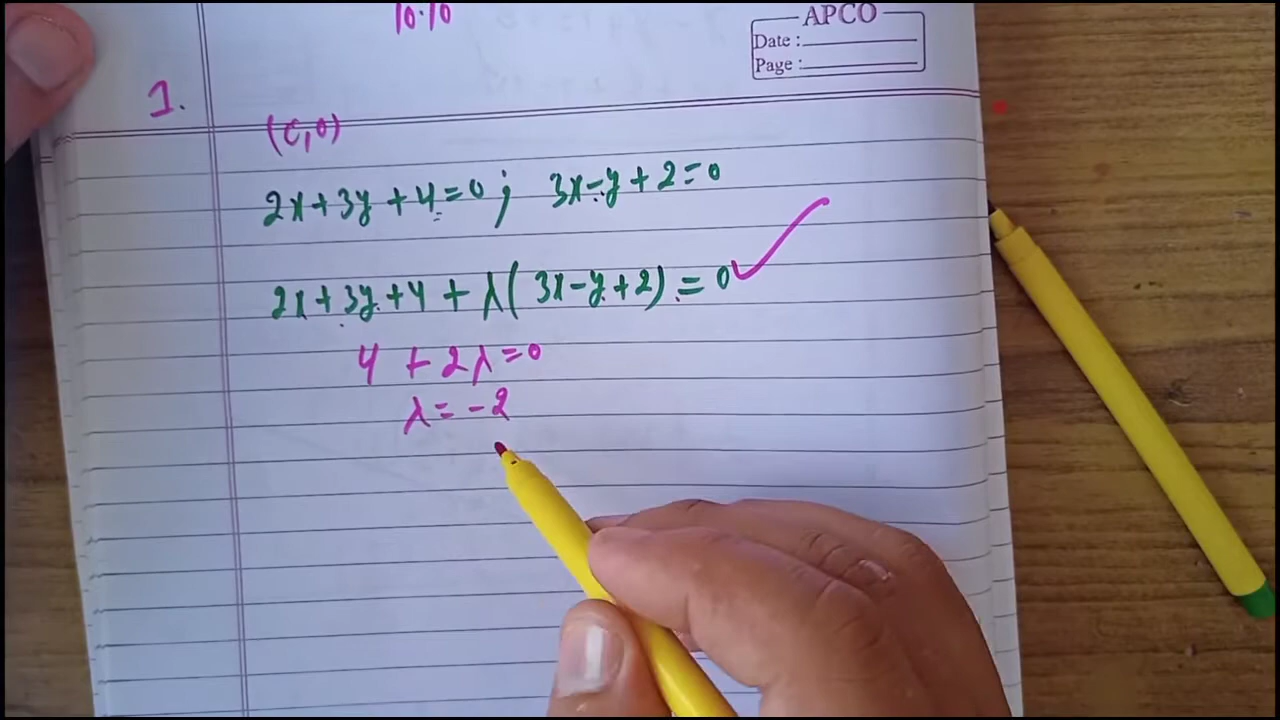 10.10
APCO
Date :
Page :
1.
(0,0)
2x+3y+4=0 ; 3x-y+2=0
2x+3y+4+λ(3x-y+2)=0
4+2λ=0
λ=-2